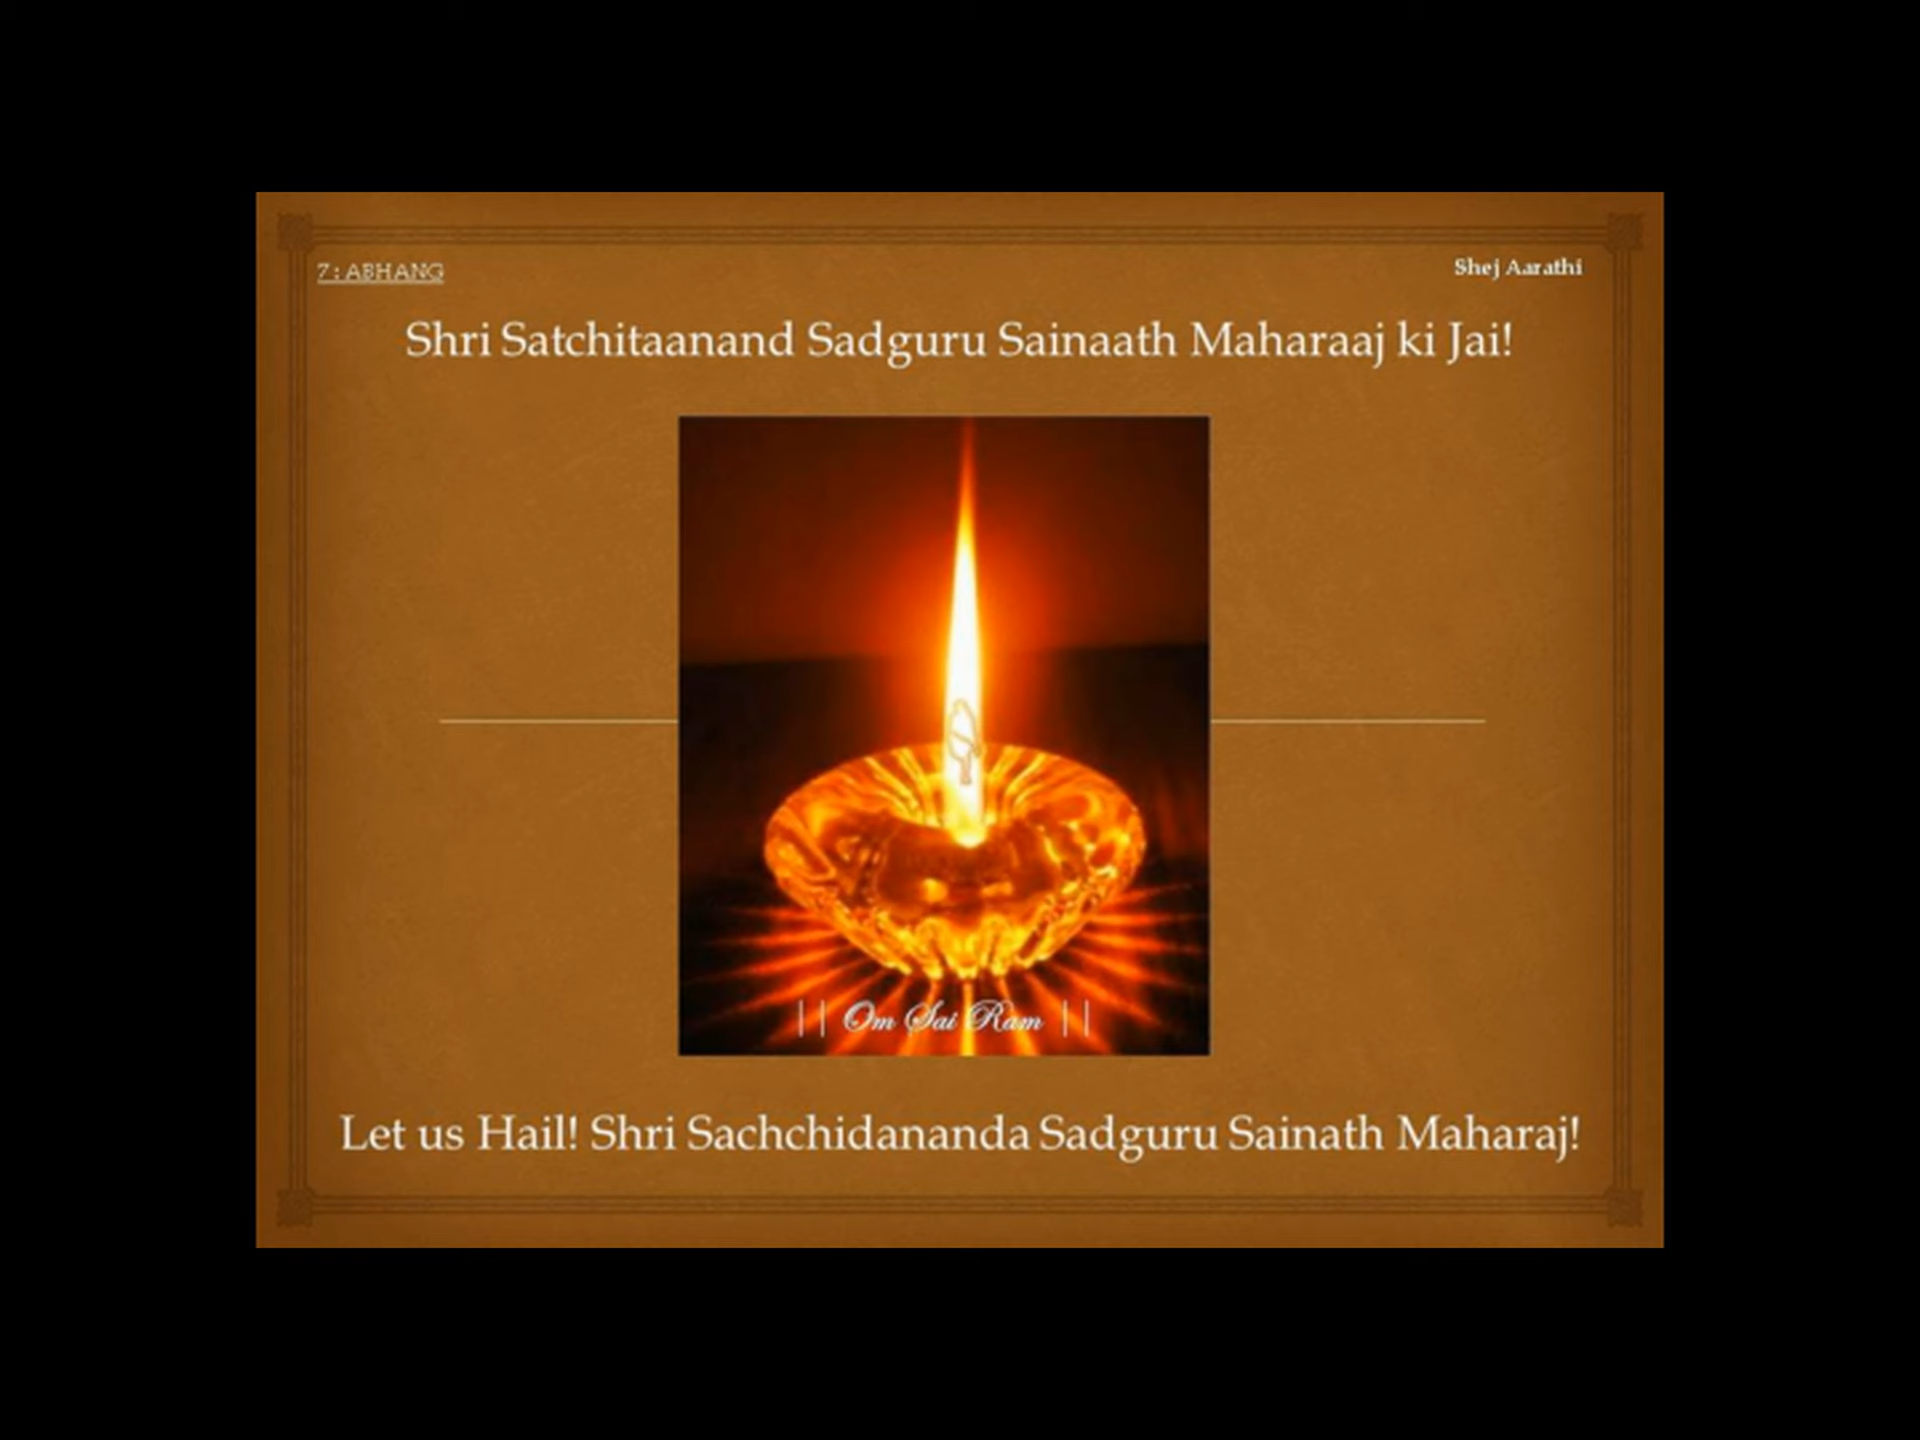 7 : ABHANG
Shej Aarathi
Shri Satchitaanand Sadguru Sainaath Maharaaj ki Jai!
|| Om Sai Ram ||
Let us Hail! Shri Sachchidananda Sadguru Sainath Maharaj!